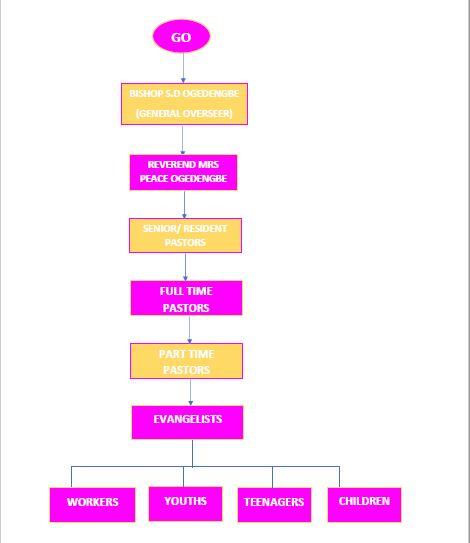 GO
BISHOP S.D OGEDENGBE
(GENERAL OVERSEER)
REVEREND MRS
PEACE OGEDENGBE
SENIOR/ RESIDENT
PASTORS
FULL TIME
PASTORS
PART TIME
PASTORS
EVANGELISTS
WORKERS
YOUTHS
TEENAGERS
CHILDREN